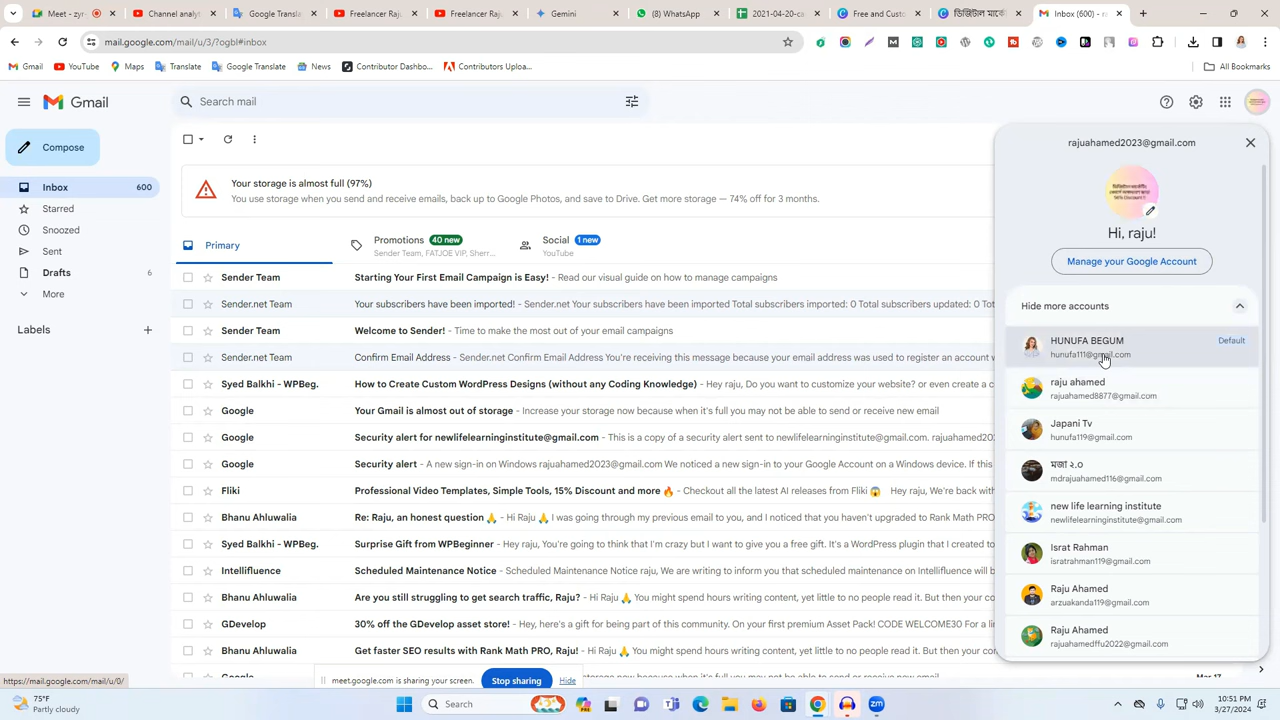 Meet - zyr
Channel analyt
Freelancer Raj
Freelancer Raj
Gemini
(8) WhatsApp
2021-04-20-ca
Free and Cust
ডিজিটাল মার্কে
Inbox (600) - ra
mail.google.com/mail/u/3/?ogbl#inbox
Gmail
YouTube
Maps
Translate
Google Translate
News
Contributor Dashbo...
Contributors Uploa...
All Bookmarks
Gmail
Search mail
Compose
Inbox 600
Starred
Snoozed
Sent
Drafts 6
More
Labels
Your storage is almost full (97%)
You use storage when you send and receive emails, back up to Google Photos, and save to Drive. Get more storage — 74% off for 3 months.
Primary
Promotions 40 new
Sender Team, FATJOE VIP, Sherr...
Social 1 new
YouTube
Sender Team Starting Your First Email Campaign is Easy! - Read our visual guide on how to manage campaigns
Sender.net Team Your subscribers have been imported! - Sender.net Your subscribers have been imported Total subscribers imported: 0 Total subscribers updated: 0 
Sender Team Welcome to Sender! - Time to make the most out of your email campaigns
Sender.net Team Confirm Email Address - Sender.net Confirm Email Address You're receiving this message because your email address was used to register an account w
Syed Balkhi - WPBeg. How to Create Custom WordPress Designs (without any Coding Knowledge) - Hey raju, Do you want to customize your website? or even create a c
Google Your Gmail is almost out of storage - Increase your storage now because when it's full you may not be able to send or receive new email
Google Security alert for newlifelearninginstitute@gmail.com - This is a copy of a security alert sent to newlifelearninginstitute@gmail.com. rajuahamed2023
Google Security alert - A new sign-in on Windows rajuahamed2023@gmail.com We noticed a new sign-in to your Google Account on a Windows device. If this
Fliki Professional Video Templates, Simple Tools, 15% Discount and more 🔥 - Checkout all the latest AI releases from Fliki 😱 Hey raju, We're back with
Bhanu Ahluwalia Re: Raju, an honest question 🙏 - Hi Raju 🙏 I was going through my previous email to you, and I noticed that you haven't upgraded to Rank Math PRO,
Syed Balkhi - WPBeg. Surprise Gift from WPBeginner - Hey raju, You're going to think that I'm crazy but I want to give you a free gift. It's a WordPress plugin that I created to
Intellifluence Maintenance Notice - Scheduled Maintenance Notice raju, We are writing to inform you that scheduled maintenance on Intellifluence will b
Bhanu Ahluwalia Are you still struggling to get search traffic, Raju? - Hi Raju 🙏 You might spend hours writing content, yet little to no people read it. But then your con
GDevelop 30% off the GDevelop asset store! - Hey, here's a gift for being part of this community. On your first premium Asset Pack! CODE WELCOME30 For a lim
Bhanu Ahluwalia Get faster SEO results with Rank Math PRO, Raju! - Hi Raju 🙏 You might spend hours writing content, yet little to no people read it. But then your con
rajuahamed2023@gmail.com
Hi, raju!
Manage your Google Account
Hide more accounts
HUNUFA BEGUM Default
hunufa111@gmail.com
raju ahamed
rajuahamed8877@gmail.com
Japani Tv
hunufa119@gmail.com
মজা ২.০
mdrajuahamed116@gmail.com
new life learning institute
newlifelearninginstitute@gmail.com
Israt Rahman
isratrahman119@gmail.com
Raju Ahamed
arzuakanda119@gmail.com
Raju Ahamed
rajuahamedffu2022@gmail.com
https://mail.google.com/mail/u/0/
meet.google.com is sharing your screen.
Stop sharing
Hide
75°F
Partly cloudy
Search
10:51 PM
3/27/2024